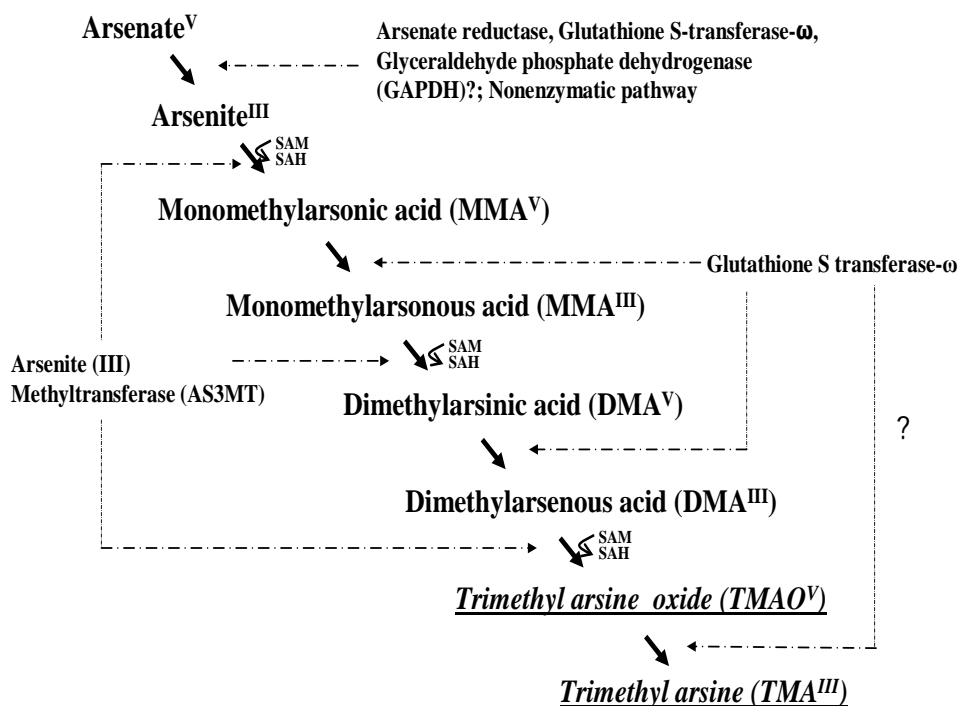 Arsenate^V
Arsenate reductase, Glutathione S-transferase-ω,
Glyceraldehyde phosphate dehydrogenase
(GAPDH)?; Nonenzymatic pathway
Arsenite^III
SAM
SAH
Monomethylarsonic acid (MMA^V)
Glutathione S transferase-ω
Monomethylarsonous acid (MMA^III)
SAM
SAH
Arsenite (III)
Methyltransferase (AS3MT)
Dimethylarsinic acid (DMA^V)
?
Dimethylarsenous acid (DMA^III)
SAM
SAH
Trimethyl arsine oxide (TMAO^V)
Trimethyl arsine (TMA^III)